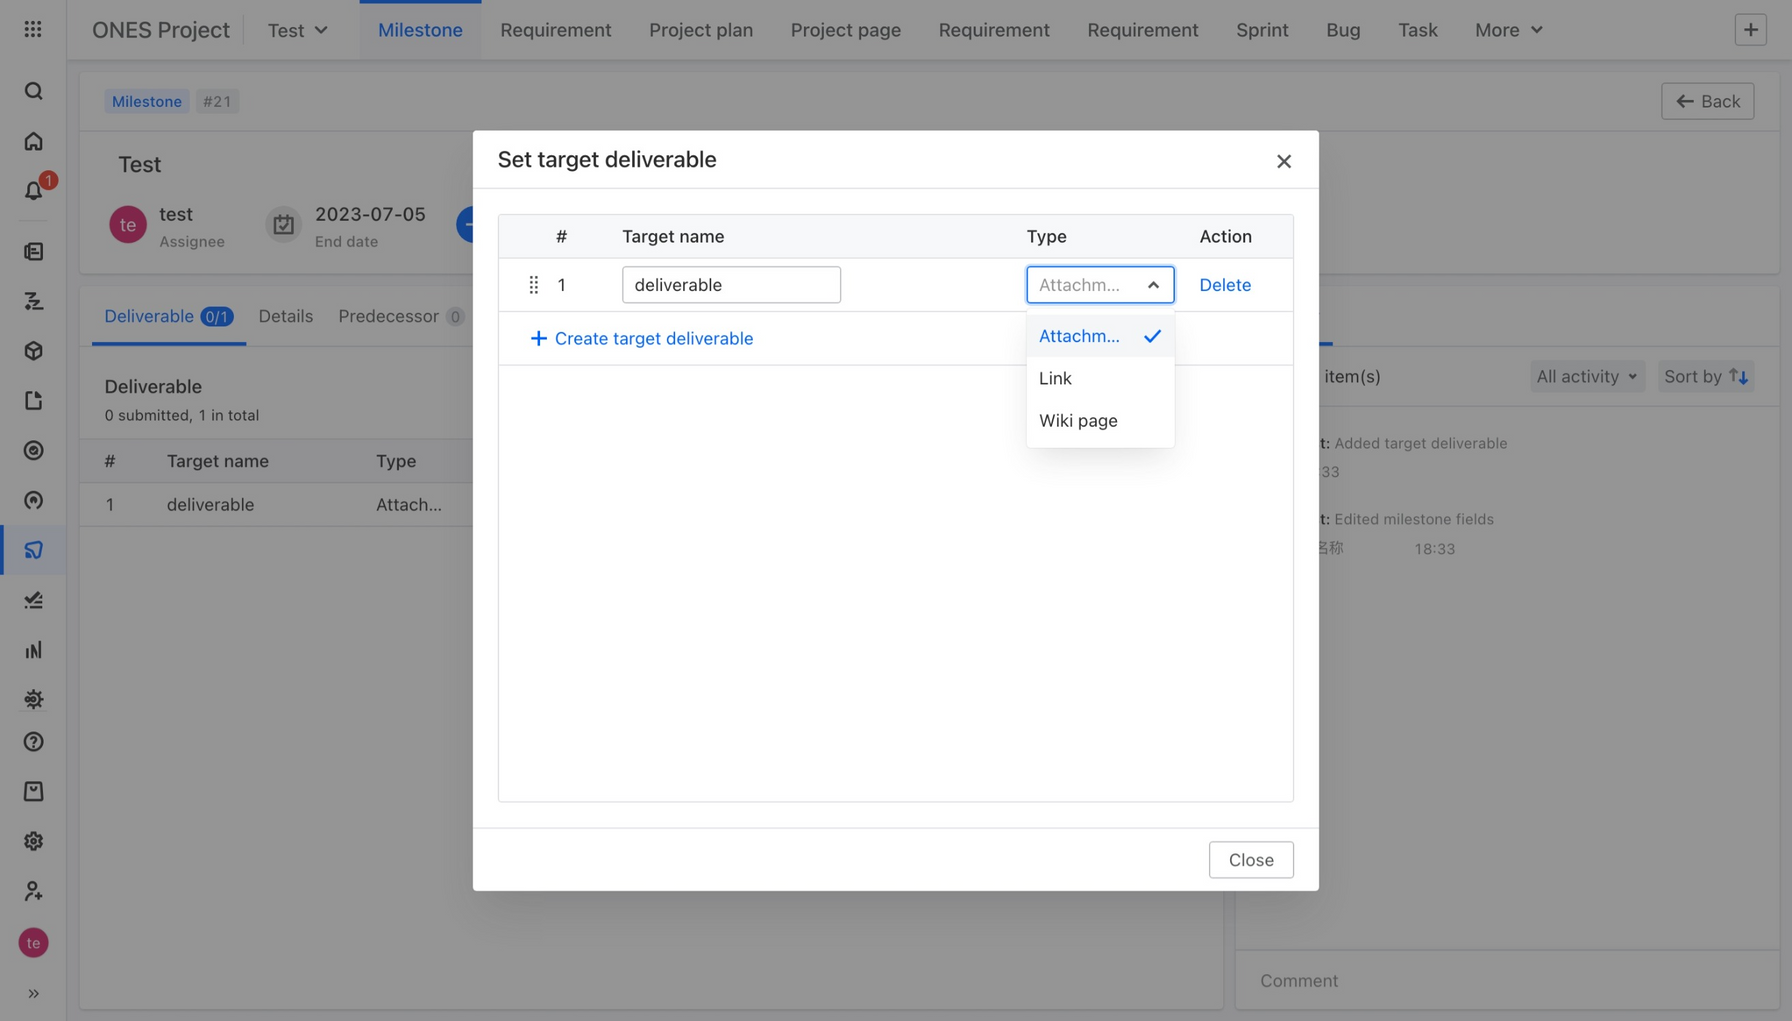 ONES Project
Test
Milestone
Requirement
Project plan
Project page
Requirement
Requirement
Sprint
Bug
Task
More
Milestone #21
Back
Test
1
te
test
Assignee
2023-07-05
End date
Deliverable 0/1
Details
Predecessor 0
Deliverable
0 submitted, 1 in total
# Target name Type
1 deliverable Attach...
Set target deliverable
# Target name Type Action
1 deliverable Attachm... Delete
Create target deliverable
Attachm...
Link
Wiki page
Close
item(s)
All activity
Sort by
t: Added target deliverable
:33
t: Edited milestone fields
名称 18:33
te
Comment